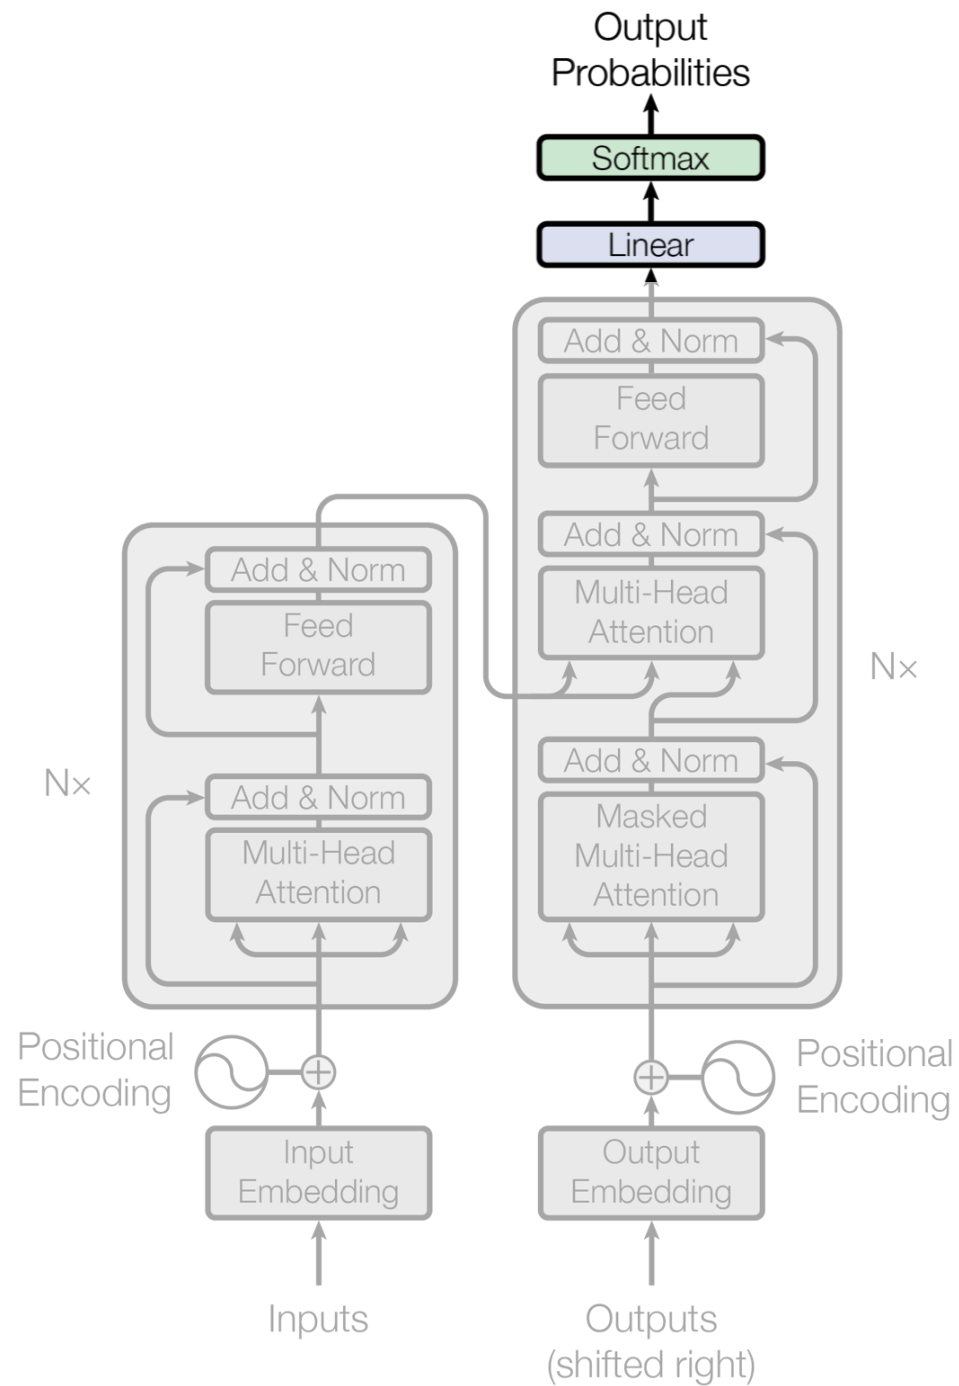 Output
Probabilities
Softmax
Linear
Add & Norm
Feed
Forward
Add & Norm
Multi-Head
Attention
Nx
Add & Norm
Masked
Multi-Head
Attention
Add & Norm
Feed
Forward
Nx
Add & Norm
Multi-Head
Attention
Positional
Encoding
Positional
Encoding
Input
Embedding
Output
Embedding
Inputs
Outputs
(shifted right)